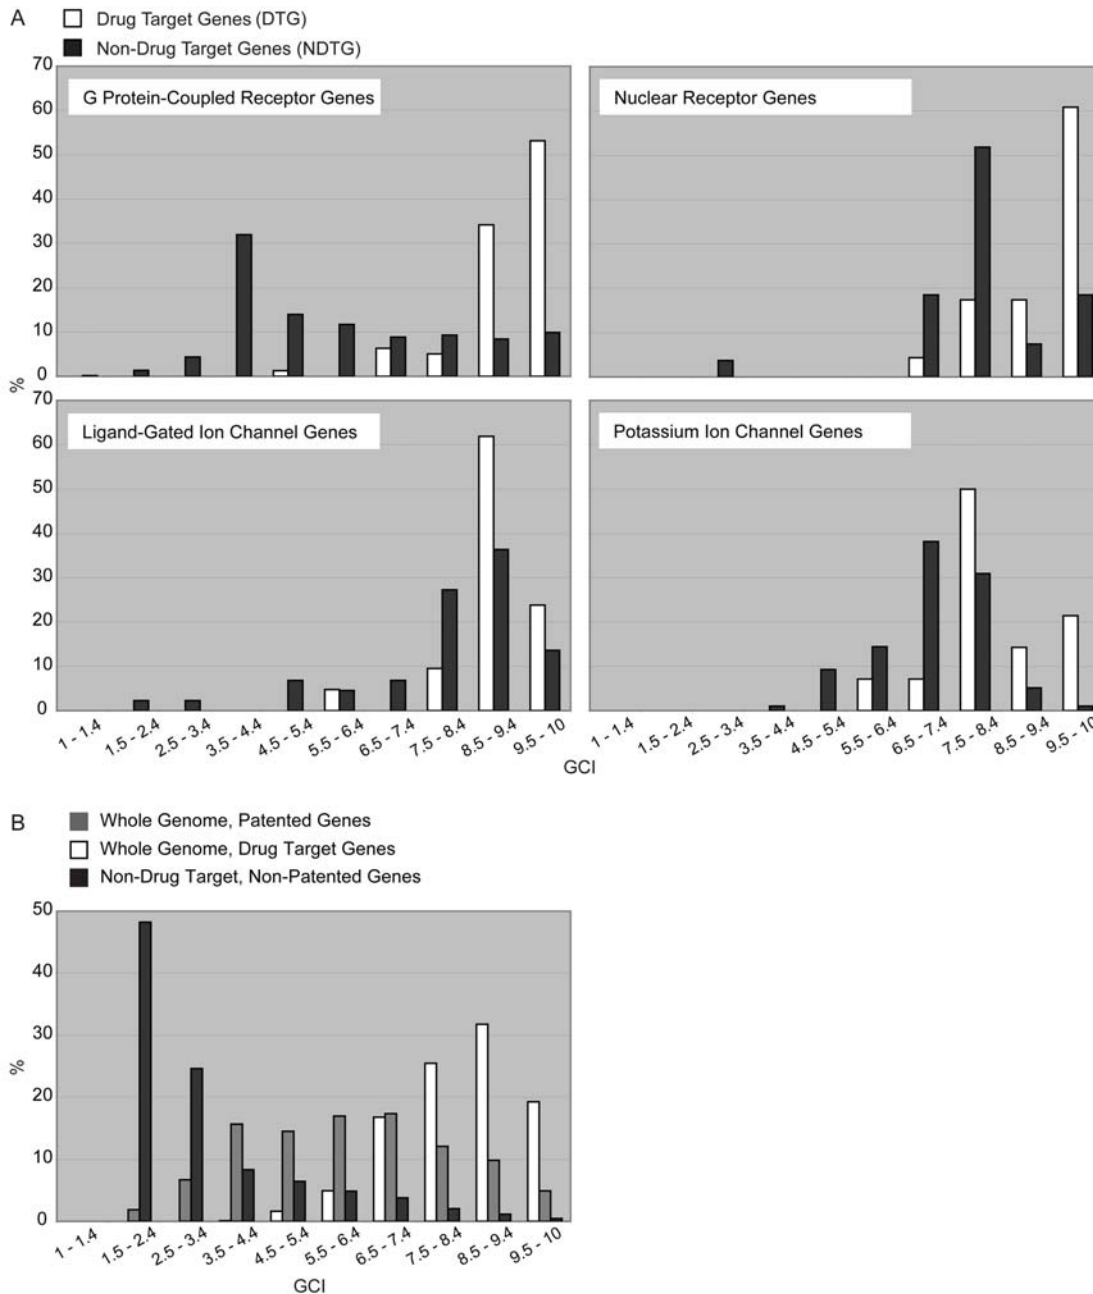 A
Drug Target Genes (DTG)
Non-Drug Target Genes (NDTG)
70
60
50
40
30
20
10
0
%
G Protein-Coupled Receptor Genes
Nuclear Receptor Genes
70
60
50
40
30
20
10
0
Ligand-Gated Ion Channel Genes
Potassium Ion Channel Genes
1 - 1.4
1.5 - 2.4
2.5 - 3.4
3.5 - 4.4
4.5 - 5.4
5.5 - 6.4
6.5 - 7.4
7.5 - 8.4
8.5 - 9.4
9.5 - 10
1 - 1.4
1.5 - 2.4
2.5 - 3.4
3.5 - 4.4
4.5 - 5.4
5.5 - 6.4
6.5 - 7.4
7.5 - 8.4
8.5 - 9.4
9.5 - 10
GCI
B
Whole Genome, Patented Genes
Whole Genome, Drug Target Genes
Non-Drug Target, Non-Patented Genes
50
40
30
%
20
10
0
1 - 1.4
1.5 - 2.4
2.5 - 3.4
3.5 - 4.4
4.5 - 5.4
5.5 - 6.4
6.5 - 7.4
7.5 - 8.4
8.5 - 9.4
9.5 - 10
GCI